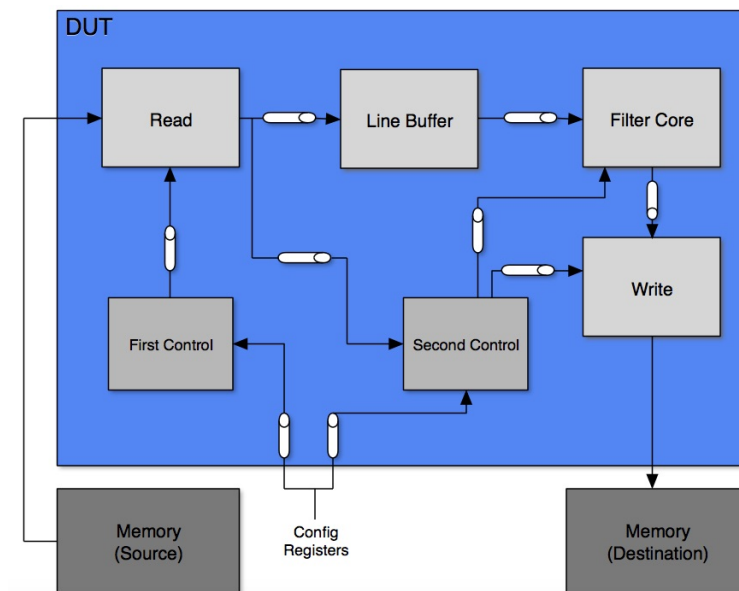 DUT
Read
Line Buffer
Filter Core
Write
First Control
Second Control
Memory
(Source)
Config
Registers
Memory
(Destination)